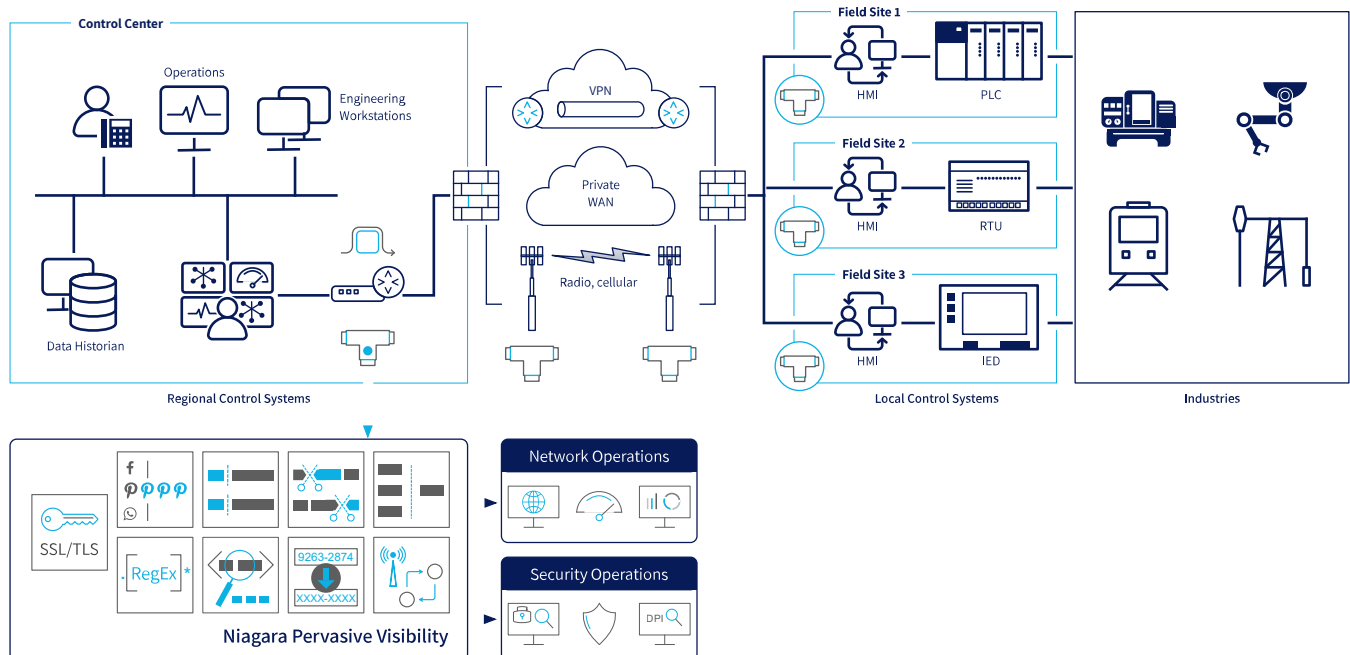 Control Center
Operations
Engineering
Workstations
Data Historian
Regional Control Systems
VPN
Private
WAN
Radio, cellular
Field Site 1
HMI
PLC
Field Site 2
HMI
RTU
Field Site 3
HMI
IED
Local Control Systems
Industries
SSL/TLS
.[RegEx]*
9263-2874
XXXX-XXXX
Niagara Pervasive Visibility
Network Operations
Security Operations
DPI